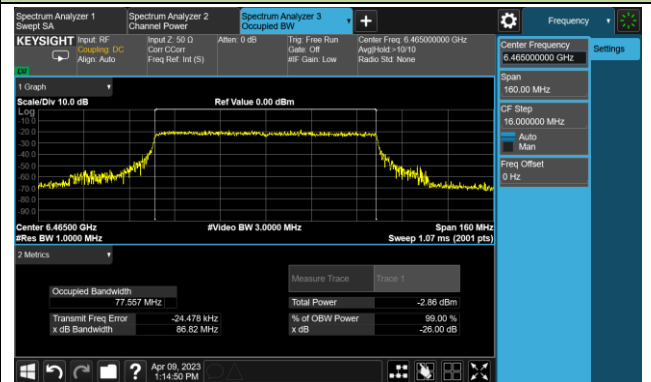 Spectrum Analyzer 1
Swept SA
Spectrum Analyzer 2
Channel Power
Spectrum Analyzer 3
Occupied BW
Frequency
KEYSIGHT
Input: RF
Coupling: DC
Align: Auto
Input Z: 50 Ω
Corr CCorr
Freq Ref: Int (S)
Atten: 0 dB
Trig: Free Run
Gate: Off
#IF Gain: Low
Center Freq: 6.465000000 GHz
Avg|Hold:>10/10
Radio Std: None
Center Frequency
6.465000000 GHz
Settings
Span
160.00 MHz
CF Step
16.000000 MHz
Auto
Man
Freq Offset
0 Hz
1 Graph
Scale/Div 10.0 dB
Ref Value 0.00 dBm
Log
-10.0
-20.0
-30.0
-40.0
-50.0
-60.0
-70.0
-80.0
-90.0
Center 6.46500 GHz
#Video BW 3.0000 MHz
Span 160 MHz
#Res BW 1.0000 MHz
Sweep 1.07 ms (2001 pts)
2 Metrics
Measure Trace
Trace 1
Occupied Bandwidth
77.557 MHz
Total Power
-2.86 dBm
Transmit Freq Error
-24.478 kHz
% of OBW Power
99.00 %
x dB Bandwidth
86.82 MHz
x dB
-26.00 dB
Apr 09, 2023
1:14:50 PM